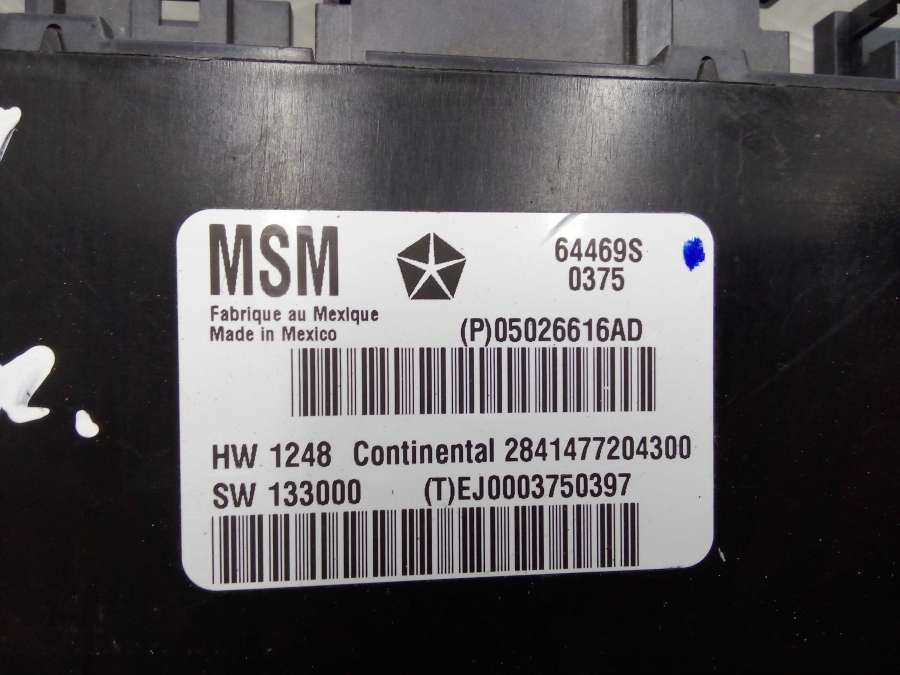 MSM
64469S
0375
Fabrique au Mexique
Made in Mexico
(P)05026616AD
HW 1248 Continental 2841477204300
SW 133000 (T)EJ0003750397